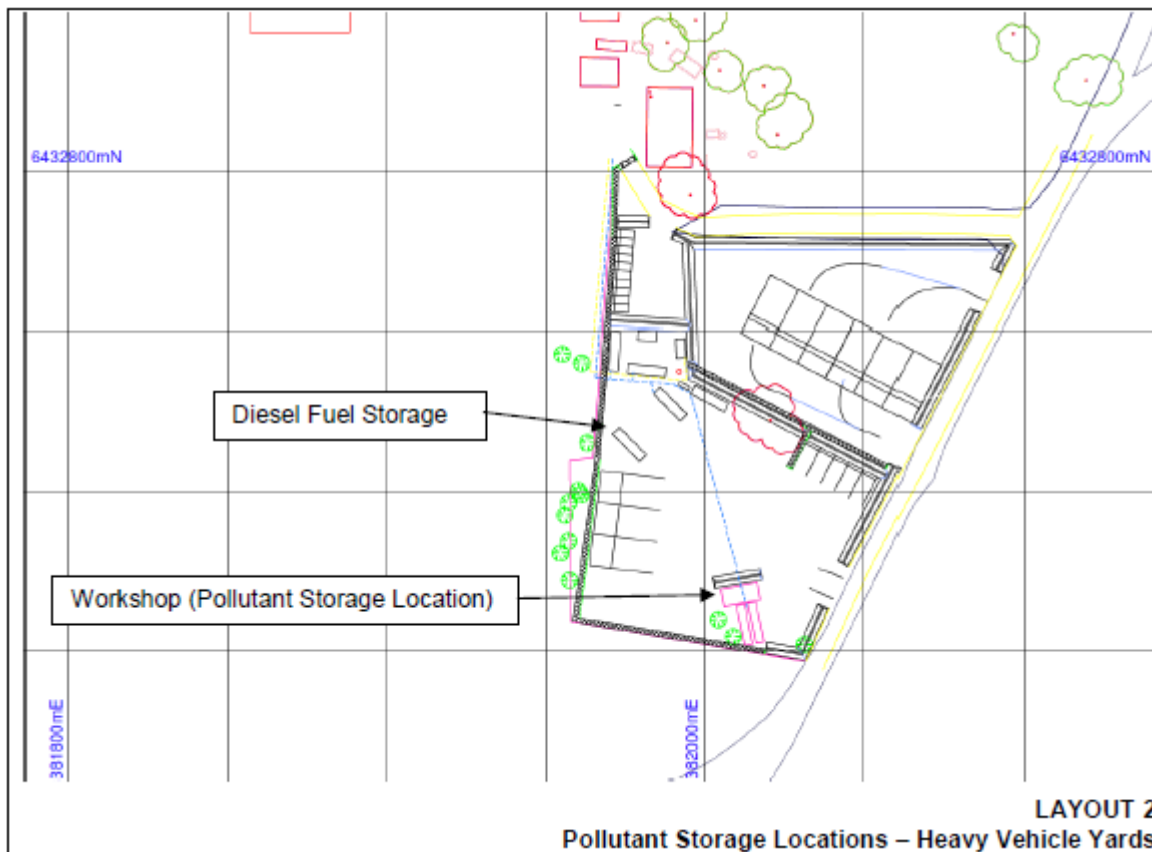 6432800mN
6432800mN
Diesel Fuel Storage
Workshop (Pollutant Storage Location)
381800mE
382000mE
LAYOUT 2
Pollutant Storage Locations – Heavy Vehicle Yards